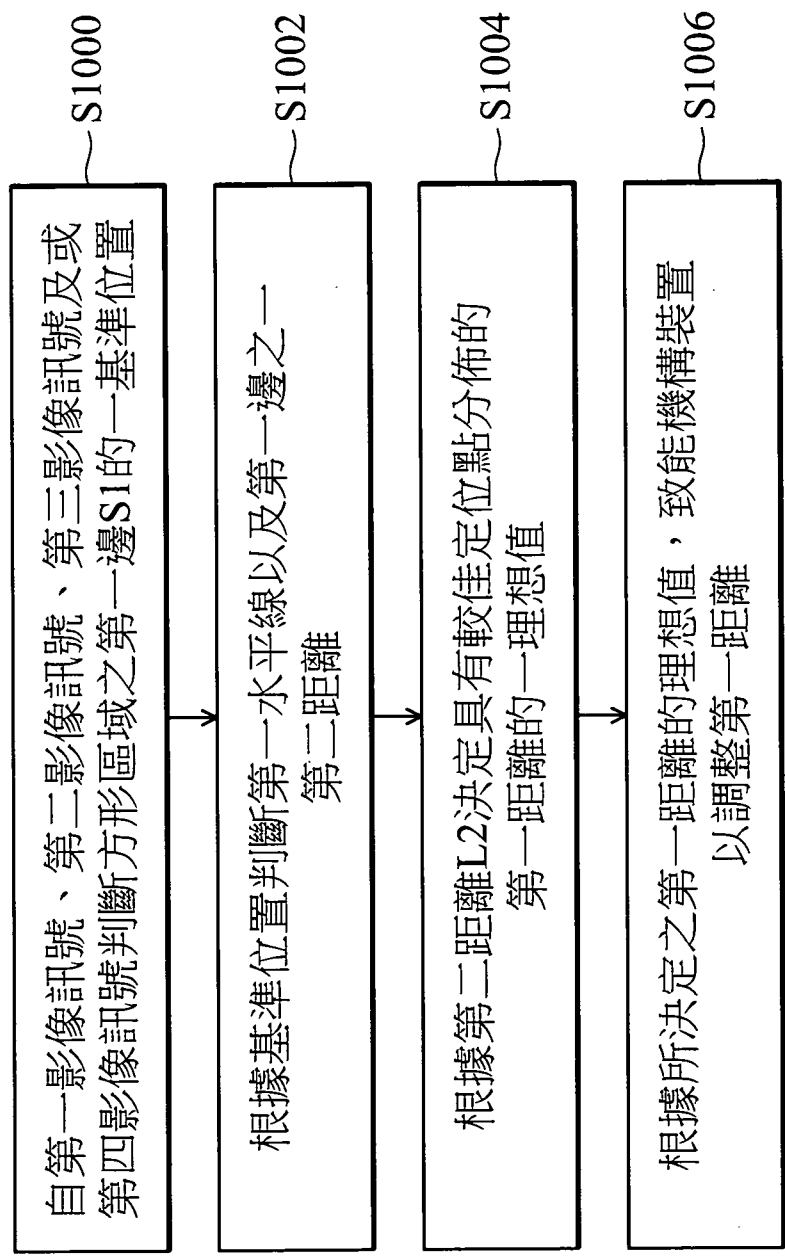 自第一影像訊號、第二影像訊號、第三影像訊號及或
第四影像訊號判斷方形區域之第一邊S1的一基準位置
S1000
根據基準位置判斷第一水平線以及第一邊之一
第二距離
S1002
根據第二距離L2決定具有較佳定位點分佈的
第一距離的一理想值
S1004
根據所決定之第一距離的理想值，致能機構裝置
以調整第一距離
S1006